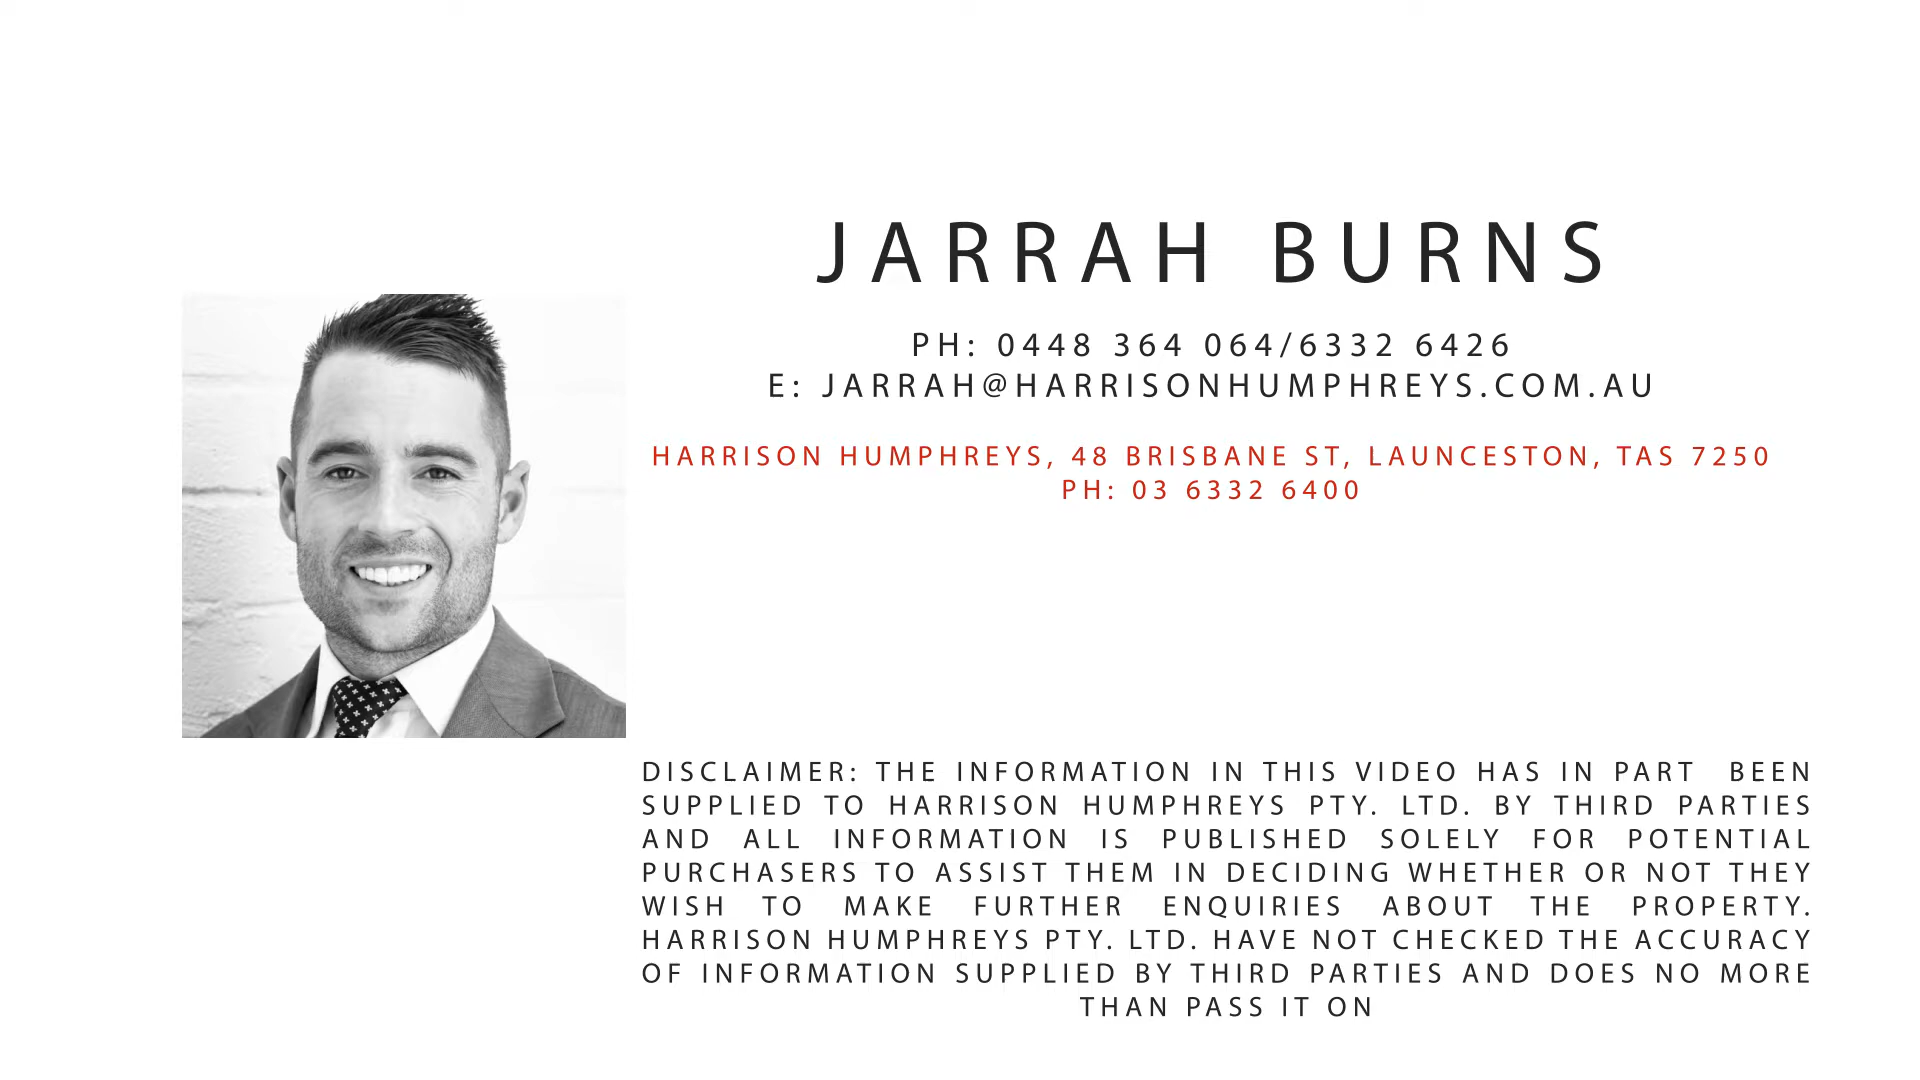 JARRAH BURNS
PH: 0448 364 064/6332 6426
E: JARRAH@HARRISONHUMPHREYS.COM.AU
HARRISON HUMPHREYS, 48 BRISBANE ST, LAUNCESTON, TAS 7250
PH: 03 6332 6400
DISCLAIMER: THE INFORMATION IN THIS VIDEO HAS IN PART BEEN
SUPPLIED TO HARRISON HUMPHREYS PTY. LTD. BY THIRD PARTIES
AND ALL INFORMATION IS PUBLISHED SOLELY FOR POTENTIAL
PURCHASERS TO ASSIST THEM IN DECIDING WHETHER OR NOT THEY
WISH TO MAKE FURTHER ENQUIRIES ABOUT THE PROPERTY.
HARRISON HUMPHREYS PTY. LTD. HAVE NOT CHECKED THE ACCURACY
OF INFORMATION SUPPLIED BY THIRD PARTIES AND DOES NO MORE
THAN PASS IT ON